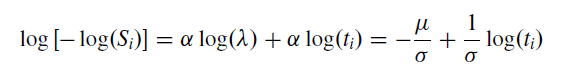 log [− log(Sᵢ)] = α log(λ) + α log(tᵢ) = −μ/σ + 1/σ log(tᵢ)